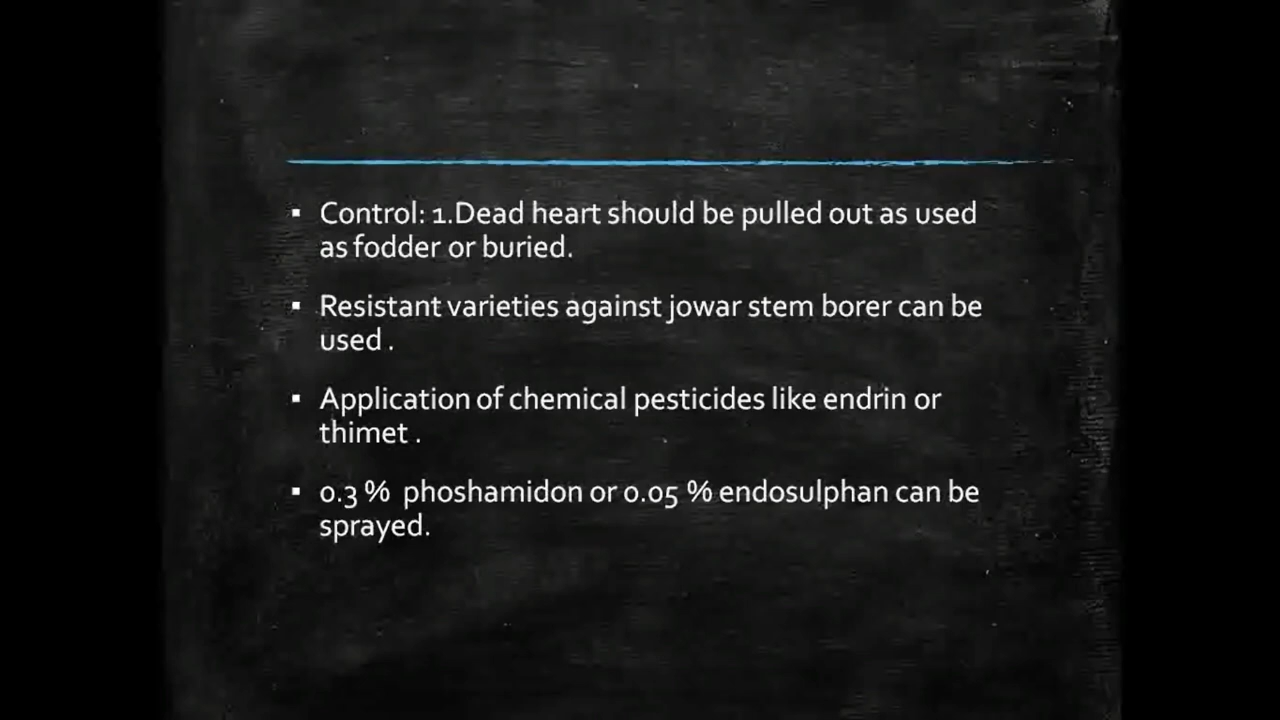 ▪ Control: 1.Dead heart should be pulled out as used
as fodder or buried.
▪ Resistant varieties against jowar stem borer can be
used .
▪ Application of chemical pesticides like endrin or
thimet .
▪ 0.3 % phoshamidon or 0.05 % endosulphan can be
sprayed.